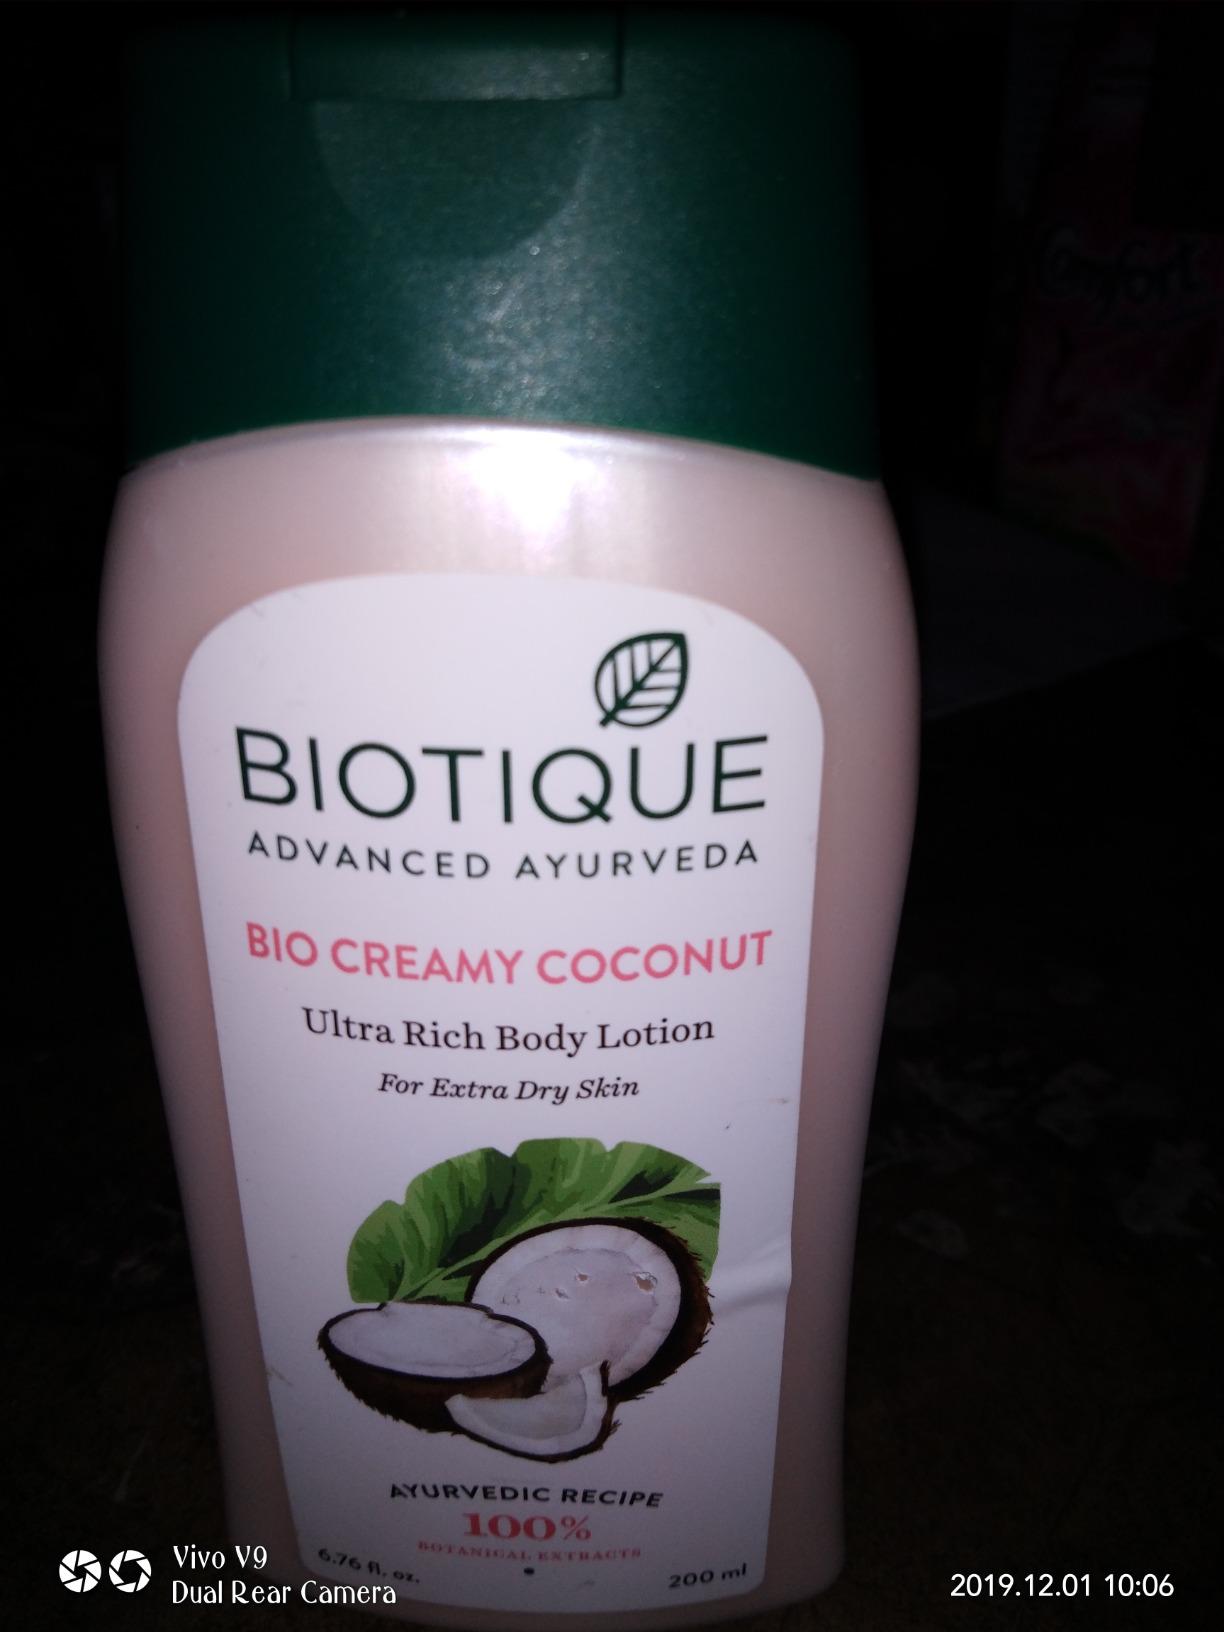 Comfort
BIOTIQUE
ADVANCED AYURVEDA
BIO CREAMY COCONUT
Ultra Rich Body Lotion
For Extra Dry Skin
AYURVEDIC RECIPE
100%
BOTANICAL EXTRACTS
6.76 fl. oz. • 200 ml
Vivo V9
Dual Rear Camera
2019.12.01 10:06